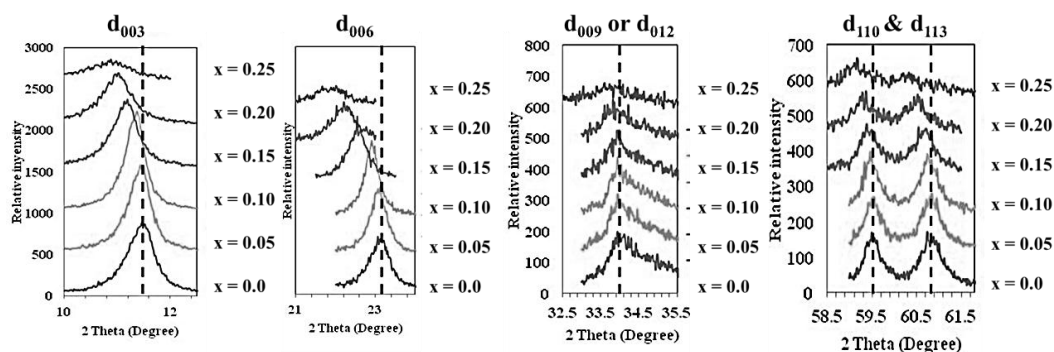 d003
d006
d009 or d012
d110 & d113
Relative inyensity
3000
2500
2000
1500
1000
500
0
x = 0.25
x = 0.20
x = 0.15
x = 0.10
x = 0.05
x = 0.0
10
12
2 Theta (Degree)
Relative intensity
x = 0.25
x = 0.20
x = 0.15
x = 0.10
x = 0.05
x = 0.0
21
23
2 Theta (Degree)
Relative intensity
800
700
600
500
400
300
200
100
0
x = 0.25
x = 0.20
x = 0.15
x = 0.10
x = 0.05
x = 0.0
32.5
33.5
34.5
35.5
2 Theta (Degree)
Relative intensity
700
600
500
400
300
200
100
0
x = 0.25
x = 0.20
x = 0.15
x = 0.10
x = 0.05
x = 0.0
58.5
59.5
60.5
61.5
2 Theta (Degree)